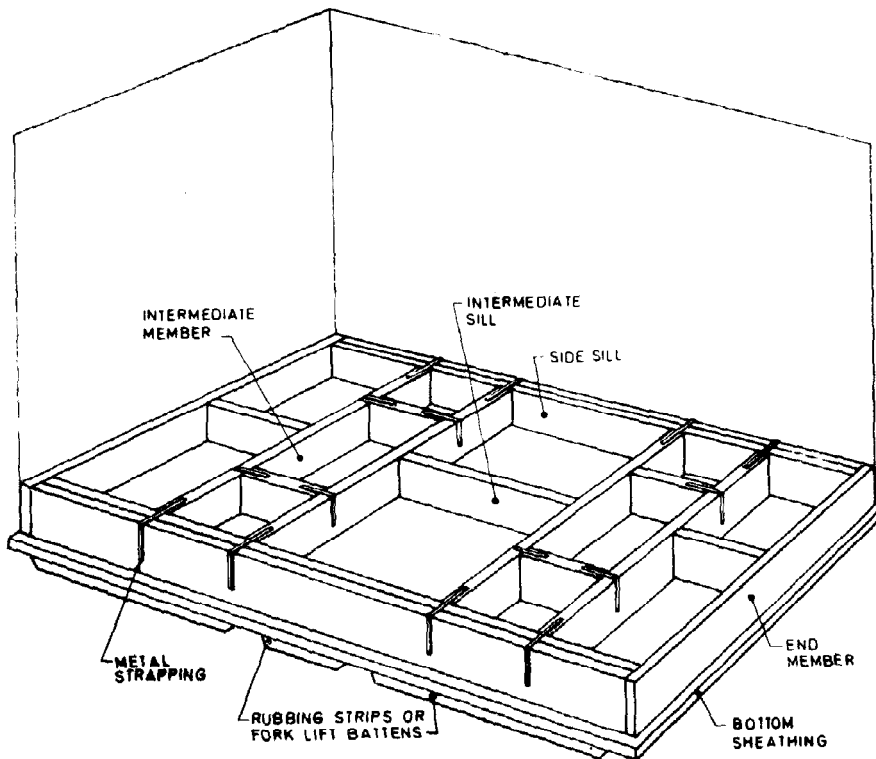 INTERMEDIATE
MEMBER
INTERMEDIATE
SILL
SIDE SILL
END
MEMBER
METAL
STRAPPING
RUBBING STRIPS OR
FORK LIFT BATTENS
BOTTOM
SHEATHING